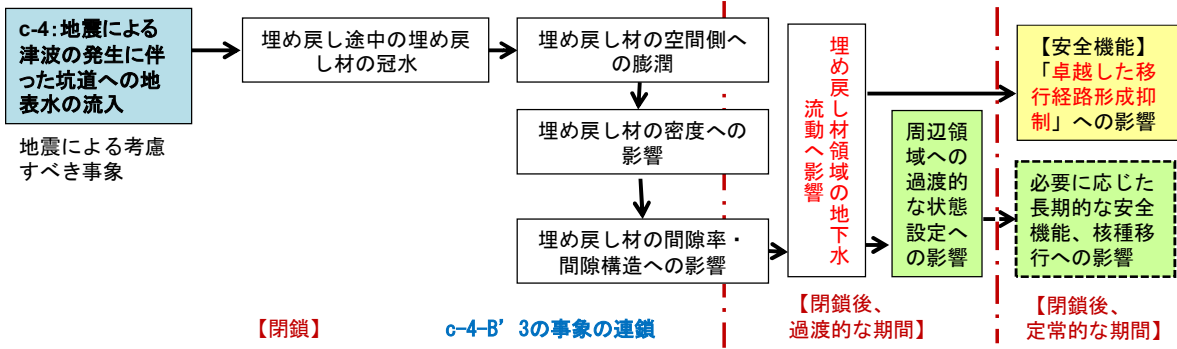 c-4:地震による
津波の発生に伴
った坑道への地
表水の流入
地震による考慮
すべき事象
埋め戻し途中の埋め戻
し材の冠水
埋め戻し材の空間側へ
の膨潤
埋め戻し材の密度への
影響
埋め戻し材の間隙率・
間隙構造への影響
埋め戻し材領域の地下水
流動へ影響
周辺領
域への
過渡的
な状態
設定へ
の影響
【安全機能】
「卓越した移
行経路形成抑
制」への影響
必要に応じた
長期的な安全
機能、核種移
行への影響
【閉鎖】
c-4-B’3の事象の連鎖
【閉鎖後、
過渡的な期間】
【閉鎖後、
定常的な期間】